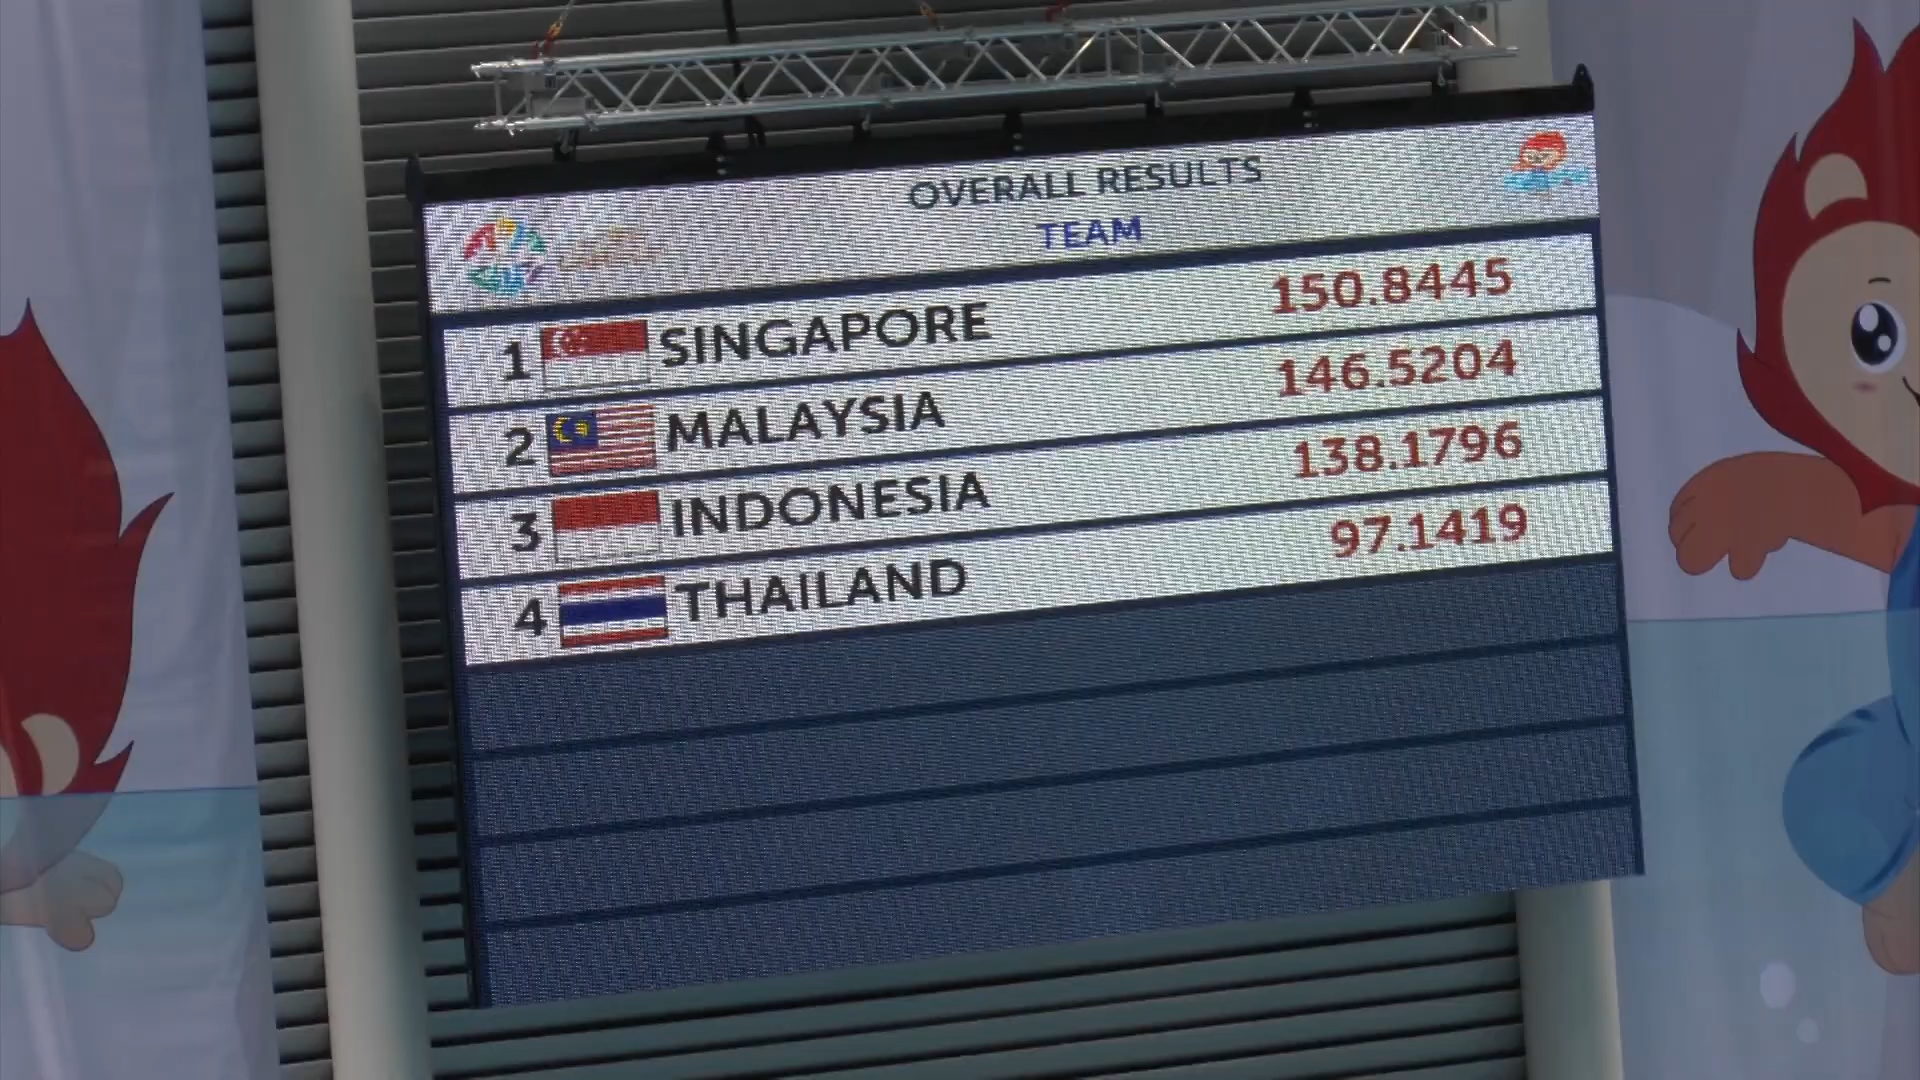 OVERALL RESULTS
TEAM
1 SINGAPORE 150.8445
2 MALAYSIA 146.5204
3 INDONESIA 138.1796
4 THAILAND 97.1419